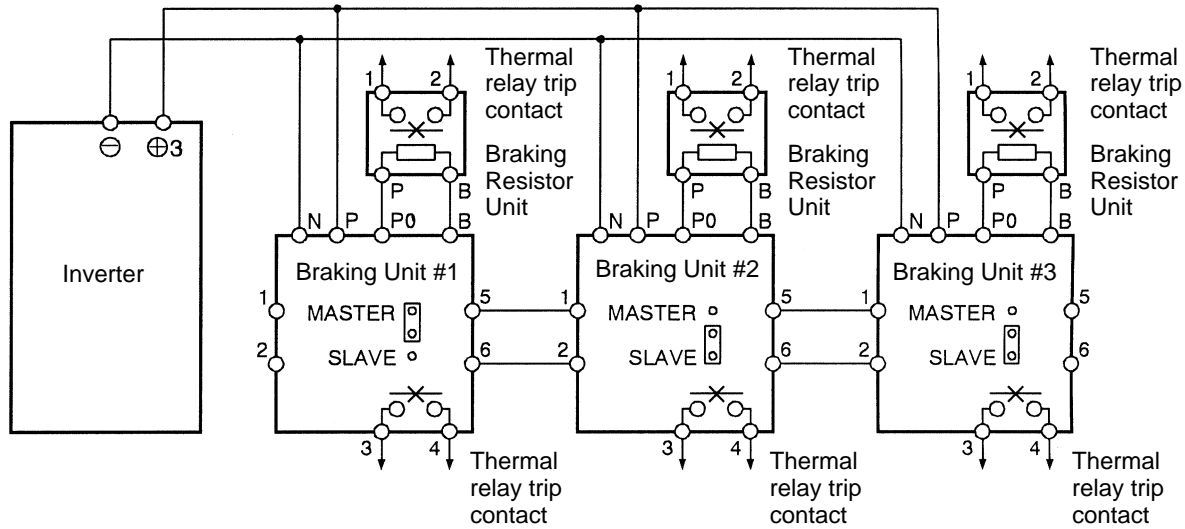 1 2 Thermal relay trip contact
1 2 Thermal relay trip contact
1 2 Thermal relay trip contact
⊖ ⊕3
Braking Resistor Unit
Braking Resistor Unit
Braking Resistor Unit
P B
P B
P B
N P P0 B
N P P0 B
N P P0 B
Inverter
Braking Unit #1
Braking Unit #2
Braking Unit #3
1 MASTER 5
2 SLAVE 6
1 MASTER 5
2 SLAVE 6
1 MASTER 5
2 SLAVE 6
3 4 Thermal relay trip contact
3 4 Thermal relay trip contact
3 4 Thermal relay trip contact